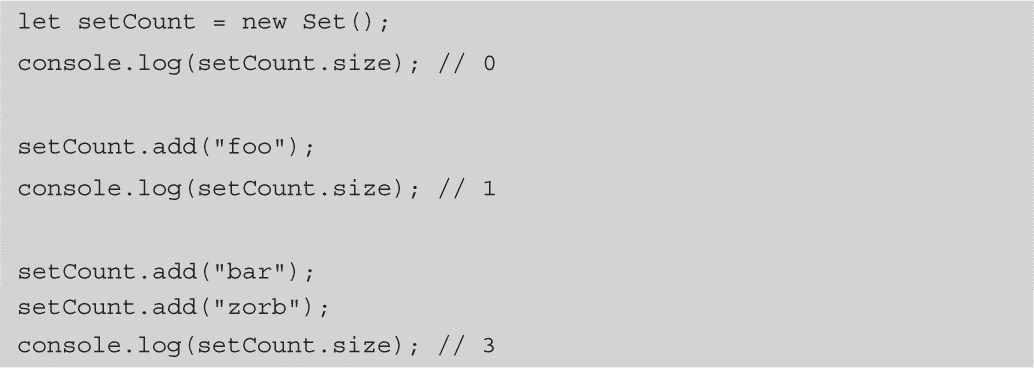 let setCount = new Set();
console.log(setCount.size); // 0
setCount.add("foo");
console.log(setCount.size); // 1
setCount.add("bar");
setCount.add("zorb");
console.log(setCount.size); // 3